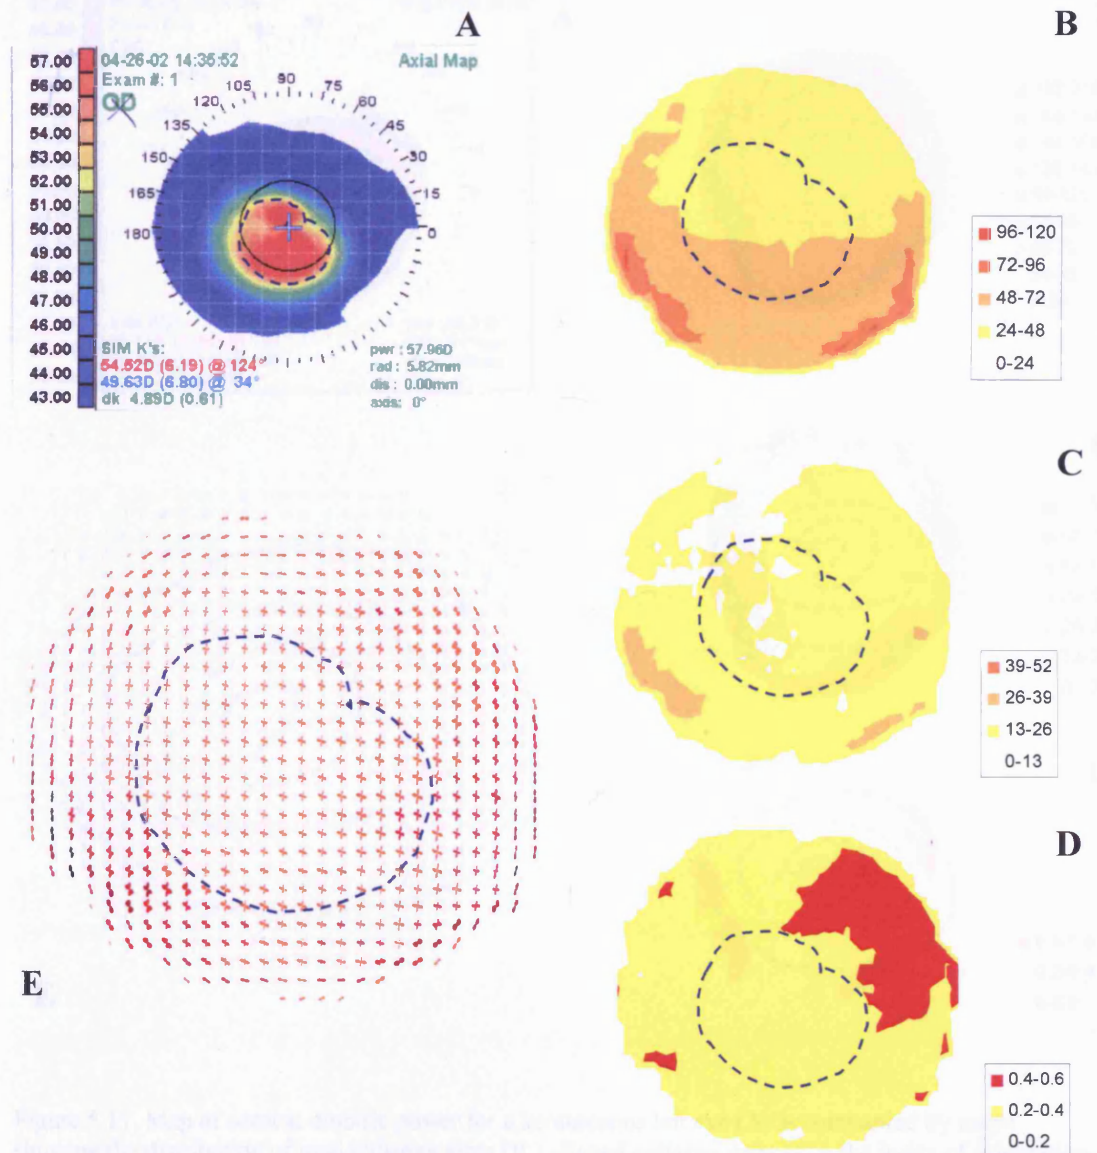 A
04-26-02 14:35:52
Axial Map
Exam #: 1
OD
57.00
56.00
55.00
54.00
53.00
52.00
51.00
50.00
49.00
48.00
47.00
46.00
45.00
44.00
43.00
90
105
75
120
60
135
45
150
30
165
15
180
0
SIM K's:
54.52D (6.19) @ 124°
49.63D (6.80) @ 34°
dk 4.89D (0.61)
pwr : 57.96D
rad : 5.82mm
dis : 0.00mm
axis: 0°
B
96-120
72-96
48-72
24-48
0-24
C
39-52
26-39
13-26
0-13
D
0.4-0.6
0.2-0.4
0-0.2
E